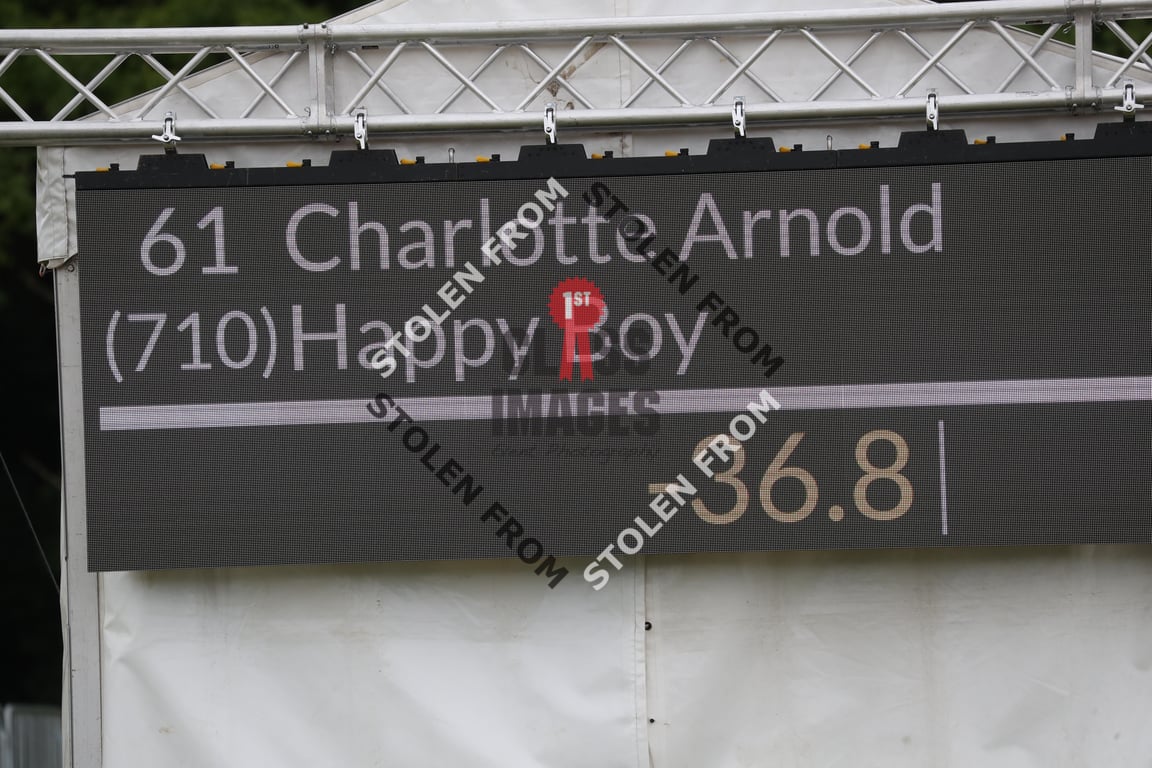 61 Charlotte Arnold
(710) Happy Boy
-36.8
1ST
CLASS
IMAGES
Event Photography
STOLEN FROM
STOLEN FROM
STOLEN FROM
STOLEN FROM